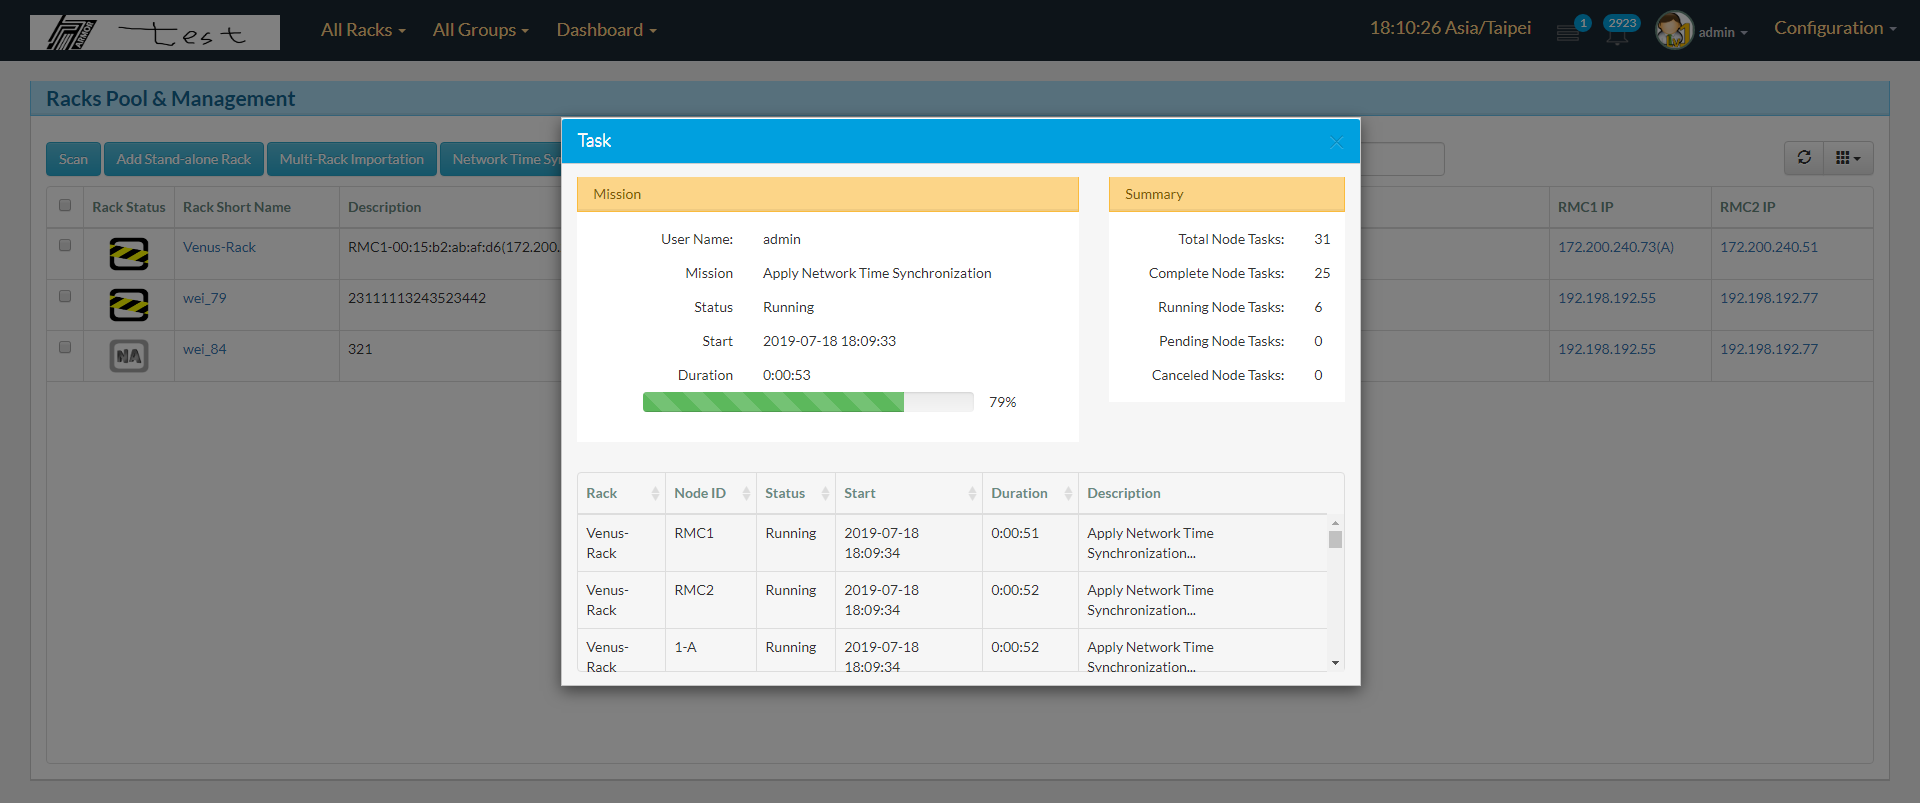 ARMOR test All Racks All Groups Dashboard 18:10:26 Asia/Taipei 1 2923 admin Configuration
Racks Pool & Management
Scan Add Stand-alone Rack Multi-Rack Importation Network Time Sy
Rack Status Rack Short Name Description RMC1 IP RMC2 IP
Venus-Rack RMC1-00:15:b2:ab:af:d6(172.200. 172.200.240.73(A) 172.200.240.51
wei_79 23111113243523442 192.198.192.55 192.198.192.77
NA wei_84 321 192.198.192.55 192.198.192.77
Task
Mission
User Name: admin
Mission Apply Network Time Synchronization
Status Running
Start 2019-07-18 18:09:33
Duration 0:00:53
79%
Summary
Total Node Tasks: 31
Complete Node Tasks: 25
Running Node Tasks: 6
Pending Node Tasks: 0
Canceled Node Tasks: 0
Rack Node ID Status Start Duration Description
Venus- RMC1 Running 2019-07-18 0:00:51 Apply Network Time
Rack 18:09:34 Synchronization...
Venus- RMC2 Running 2019-07-18 0:00:52 Apply Network Time
Rack 18:09:34 Synchronization...
Venus- 1-A Running 2019-07-18 0:00:52 Apply Network Time
Rack 18:09:34 Synchronization...